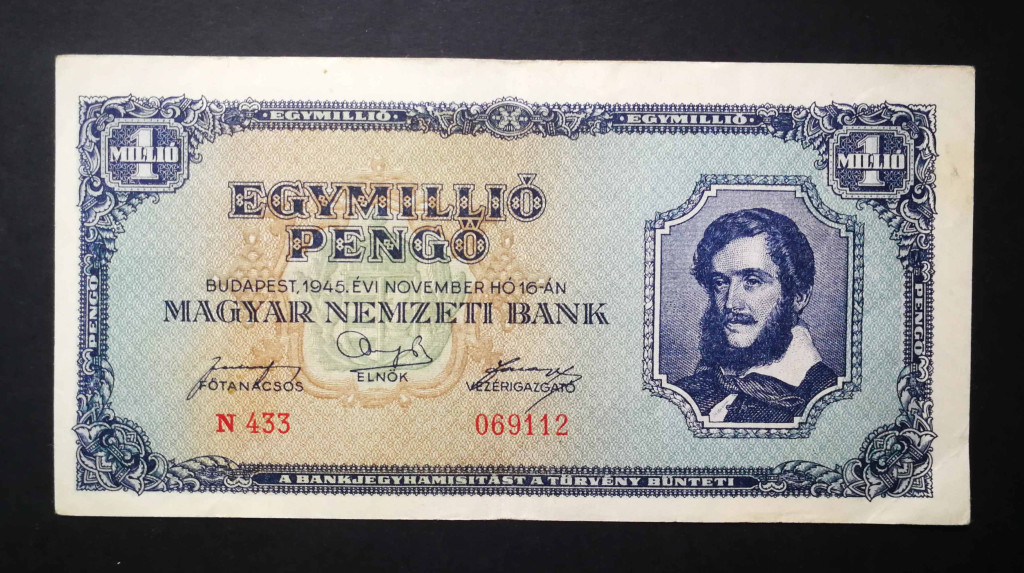 EGYMILLIÓ EGYMILLIÓ
1 MILLIÓ
1 MILLIÓ
EGYMILLIÓ
PENGŐ
BUDAPEST, 1945. ÉVI NOVEMBER HÓ 16-ÁN
MAGYAR NEMZETI BANK
FŐTANÁCSOS ELNÖK VEZÉRIGAZGATÓ
N 433 069112
PENGŐ
PENGŐ
A BANKJEGYHAMISITÁST A TÖRVÉNY BÜNTETI